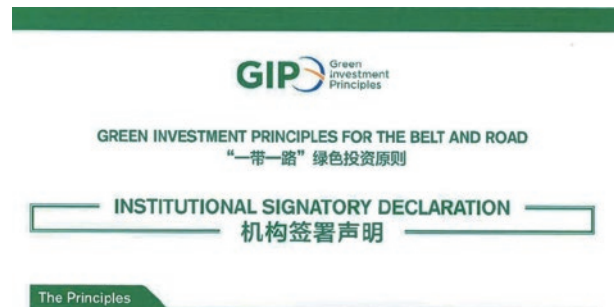 GIP
Green
Investment
Principles
GREEN INVESTMENT PRINCIPLES FOR THE BELT AND ROAD
“一带一路”绿色投资原则
INSTITUTIONAL SIGNATORY DECLARATION
机构签署声明
The Principles